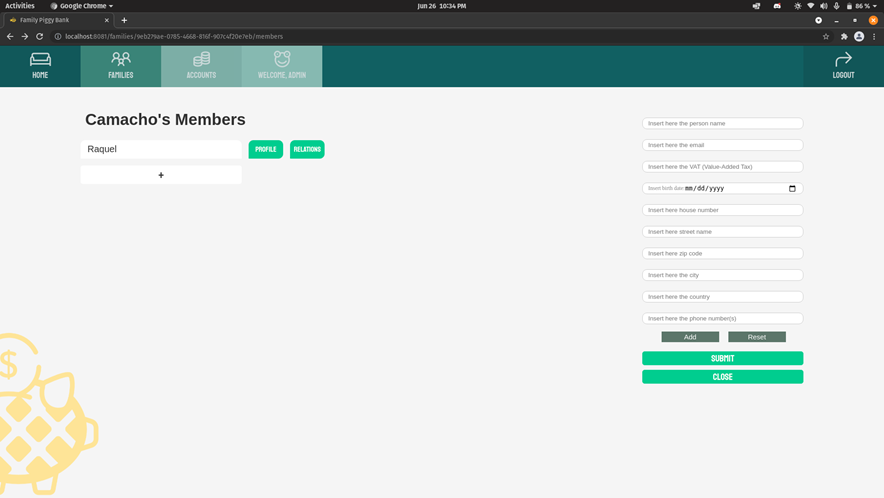 Activities
Google Chrome
Jun 26 10:34 PM
86 %
Family Piggy Bank
localhost:8081/families/9eb279ae-0785-4668-816f-907c4f20e7eb/members
HOME
FAMILIES
ACCOUNTS
WELCOME, ADMIN
LOGOUT
Camacho's Members
Raquel
PROFILE
RELATIONS
+
Insert here the person name
Insert here the email
Insert here the VAT (Value-Added Tax)
Insert birth date: mm/dd/yyyy
Insert here house number
Insert here street name
Insert here zip code
Insert here the city
Insert here the country
Insert here the phone number(s)
Add
Reset
SUBMIT
CLOSE
$